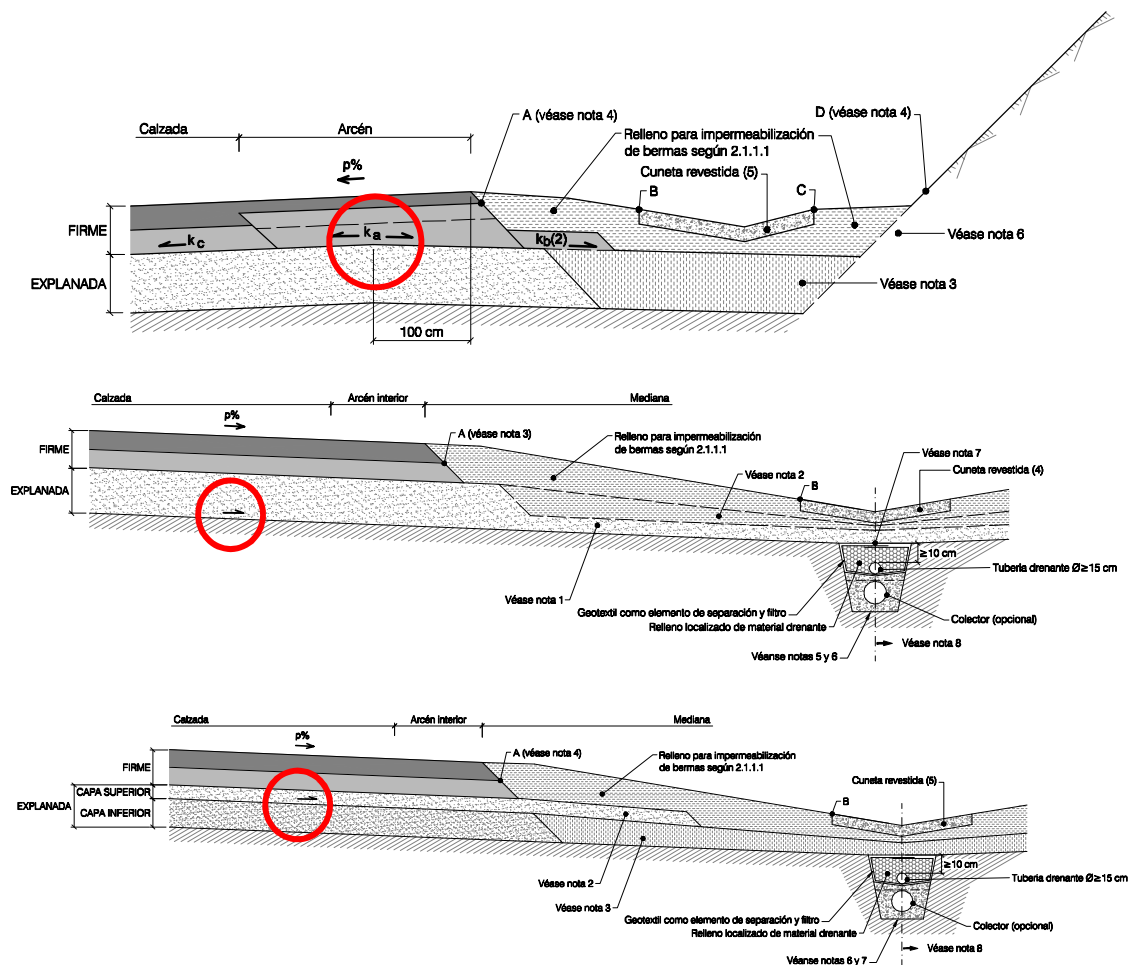 Calzada
Arcén
A (véase nota 4)
D (véase nota 4)
Relleno para impermeabilización
de bermas según 2.1.1.1
Cuneta revestida (5)
p%
B
C
FIRME
kc
ka
kb(2)
Véase nota 6
EXPLANADA
Véase nota 3
100 cm
Calzada
Arcén interior
Mediana
p%
A (véase nota 3)
Relleno para impermeabilización
de bermas según 2.1.1.1
Véase nota 7
FIRME
Véase nota 2
Cuneta revestida (4)
EXPLANADA
B
≥10 cm
Tubería drenante Ø≥15 cm
Véase nota 1
Geotextil como elemento de separación y filtro
Relleno localizado de material drenante
Colector (opcional)
Véanse notas 5 y 6
Véase nota 8
Calzada
Arcén interior
Mediana
p%
A (véase nota 4)
Relleno para impermeabilización
de bermas según 2.1.1.1
FIRME
Cuneta revestida (5)
CAPA SUPERIOR
EXPLANADA
CAPA INFERIOR
B
≥10 cm
Véase nota 2
Tubería drenante Ø≥15 cm
Véase nota 3
Geotextil como elemento de separación y filtro
Relleno localizado de material drenante
Colector (opcional)
Véase nota 8
Véanse notas 6 y 7